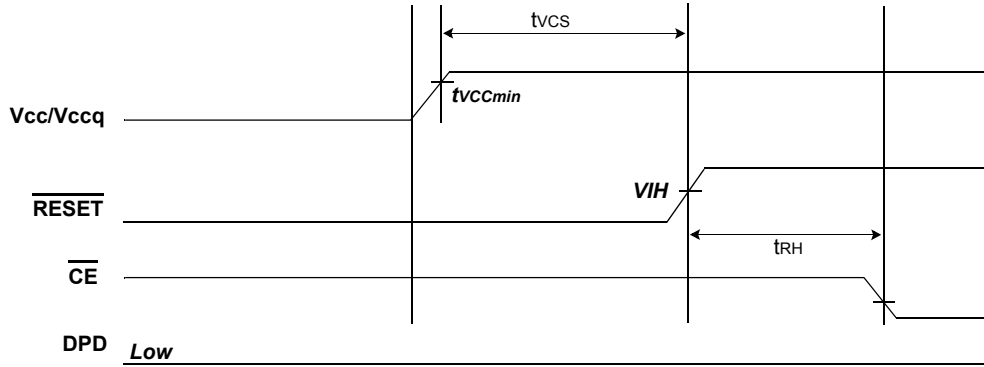 tVCS
tVCCmin
Vcc/Vccq
VIH
RESET
tRH
CE
DPD
Low